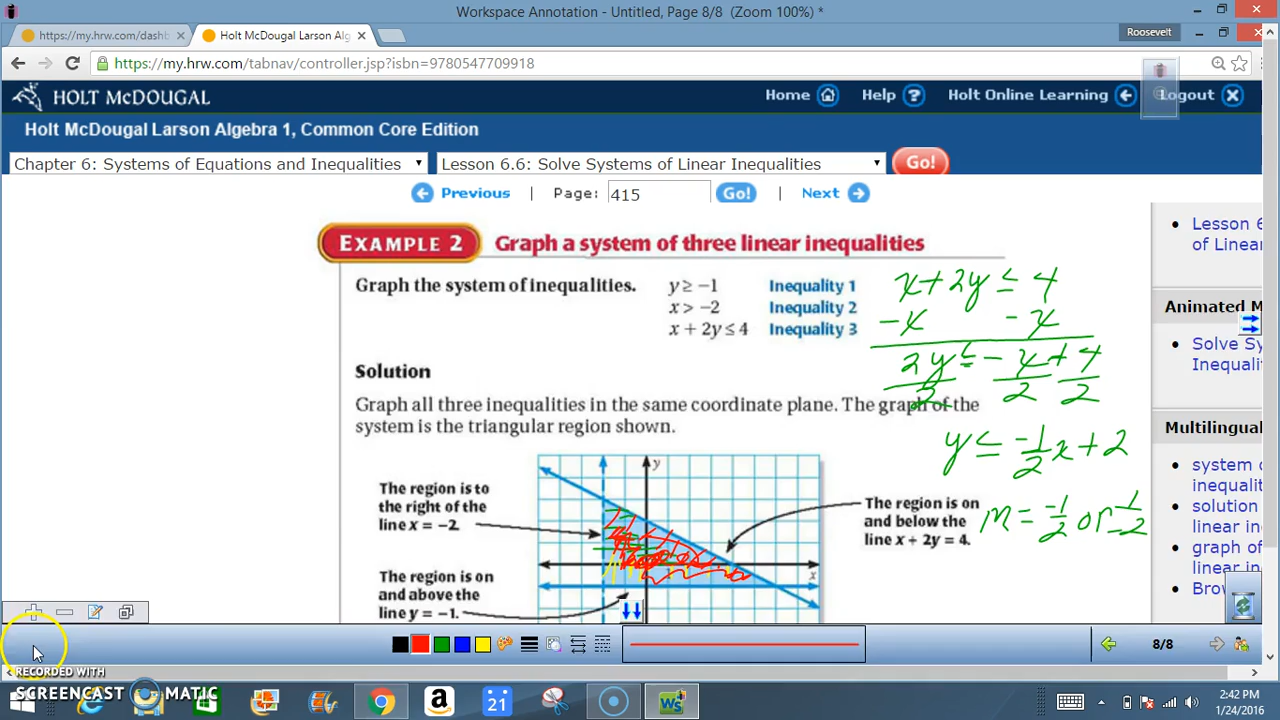 Workspace Annotation - Untitled, Page 8/8 (Zoom 100%) *
https://my.hrw.com/dashb
Holt McDougal Larson Alg
Roosevelt
https://my.hrw.com/tabnav/controller.jsp?isbn=9780547709918
HOLT MCDOUGAL
Home
Help
Holt Online Learning
Logout
Holt McDougal Larson Algebra 1, Common Core Edition
Chapter 6: Systems of Equations and Inequalities
Lesson 6.6: Solve Systems of Linear Inequalities
Go!
Previous | Page: 415 Go! | Next
EXAMPLE 2 Graph a system of three linear inequalities
Graph the system of inequalities.
y ≥ −1 Inequality 1
x > −2 Inequality 2
x + 2y ≤ 4 Inequality 3
x + 2y ≤ 4
−x −x
2y ≤ −x + 4
2 2 2
y ≤ -1/2 x + 2
m = -1/2 or 1/-2
Solution
Graph all three inequalities in the same coordinate plane. The graph of the
system is the triangular region shown.
The region is to
the right of the
line x = −2.
The region is on
and above the
line y = −1.
y
x
The region is on
and below the
line x + 2y = 4.
Lesson 6.
of Linear
Animated M
Solve Sy
Inequalit
Multilingual
system o
inequalit
solution
linear ine
graph of
linear ine
Brow
8/8
RECORDED WITH
SCREENCAST MATIC
21
2:42 PM
1/24/2016